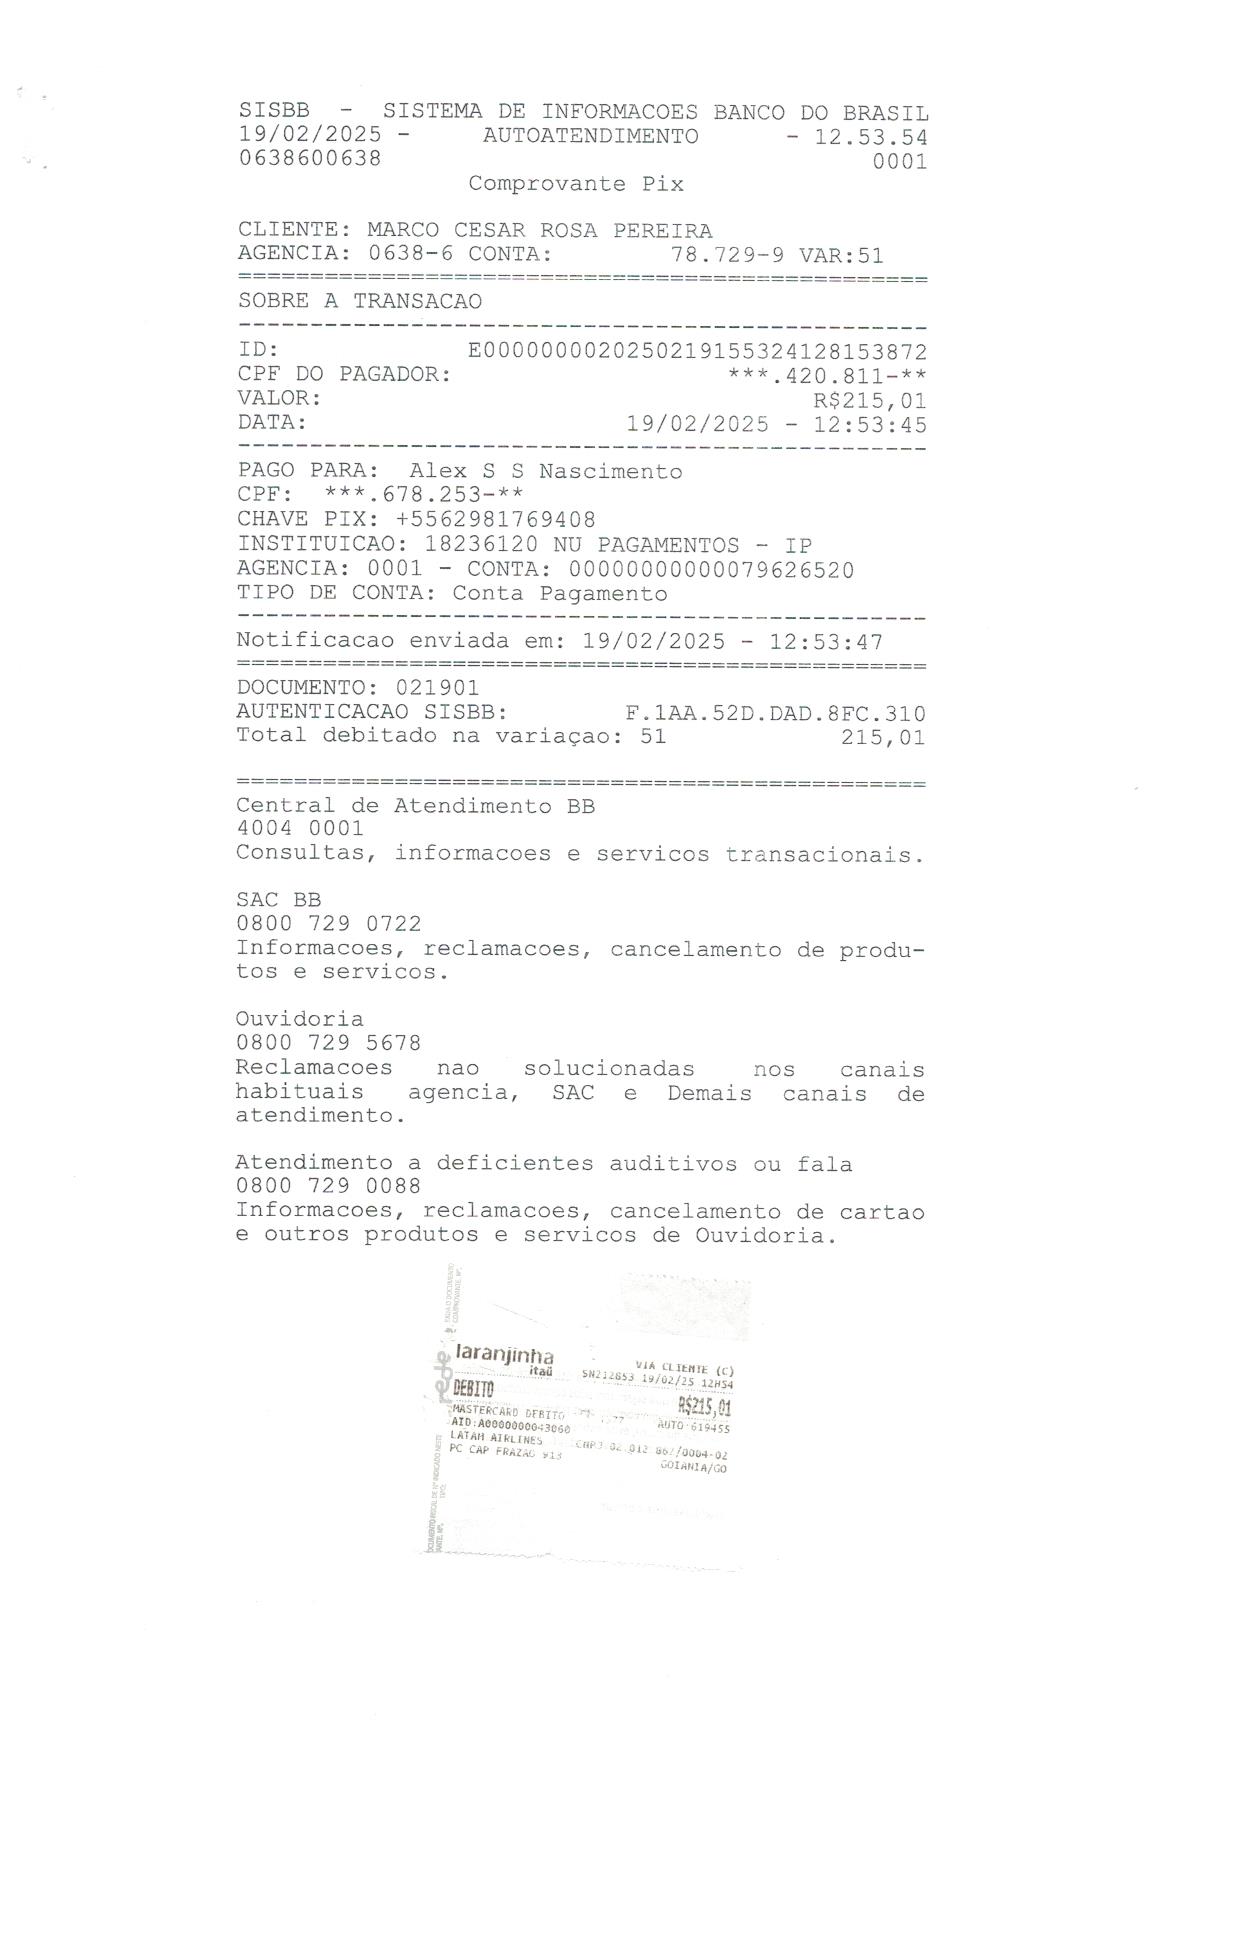 SISBB - SISTEMA DE INFORMACOES BANCO DO BRASIL
19/02/2025 - AUTOATENDIMENTO - 12.53.54
0638600638 0001
Comprovante Pix
CLIENTE: MARCO CESAR ROSA PEREIRA
AGENCIA: 0638-6 CONTA: 78.729-9 VAR:51
================================================
SOBRE A TRANSACAO
------------------------------------------------
ID: E00000000202502191553241281538​72
CPF DO PAGADOR: ***.420.811-**
VALOR: R$215,01
DATA: 19/02/2025 - 12:53:45
------------------------------------------------
PAGO PARA: Alex S S Nascimento
CPF: ***.678.253-**
CHAVE PIX: +5562981769408
INSTITUICAO: 18236120 NU PAGAMENTOS - IP
AGENCIA: 0001 - CONTA: 00000000000079626520
TIPO DE CONTA: Conta Pagamento
------------------------------------------------
Notificacao enviada em: 19/02/2025 - 12:53:47
================================================
DOCUMENTO: 021901
AUTENTICACAO SISBB: F.1AA.52D.DAD.8FC.310
Total debitado na variaçao: 51 215,01
================================================
Central de Atendimento BB
4004 0001
Consultas, informacoes e servicos transacionais.
SAC BB
0800 729 0722
Informacoes, reclamacoes, cancelamento de produ-
tos e servicos.
Ouvidoria
0800 729 5678
Reclamacoes nao solucionadas nos canais
habituais agencia, SAC e Demais canais de
atendimento.
Atendimento a deficientes auditivos ou fala
0800 729 0088
Informacoes, reclamacoes, cancelamento de cartao
e outros produtos e servicos de Ouvidoria.
rede
laranjinha
itaú
VIA CLIENTE (C)
SN212853 19/02/25 12H54
DEBITO R$215,01
MASTERCARD DEBITO
AID:A0000000043060 AUTO 619455
LATAM AIRLINES
PC CAP FRAZAO 913 GOIANIA/GO